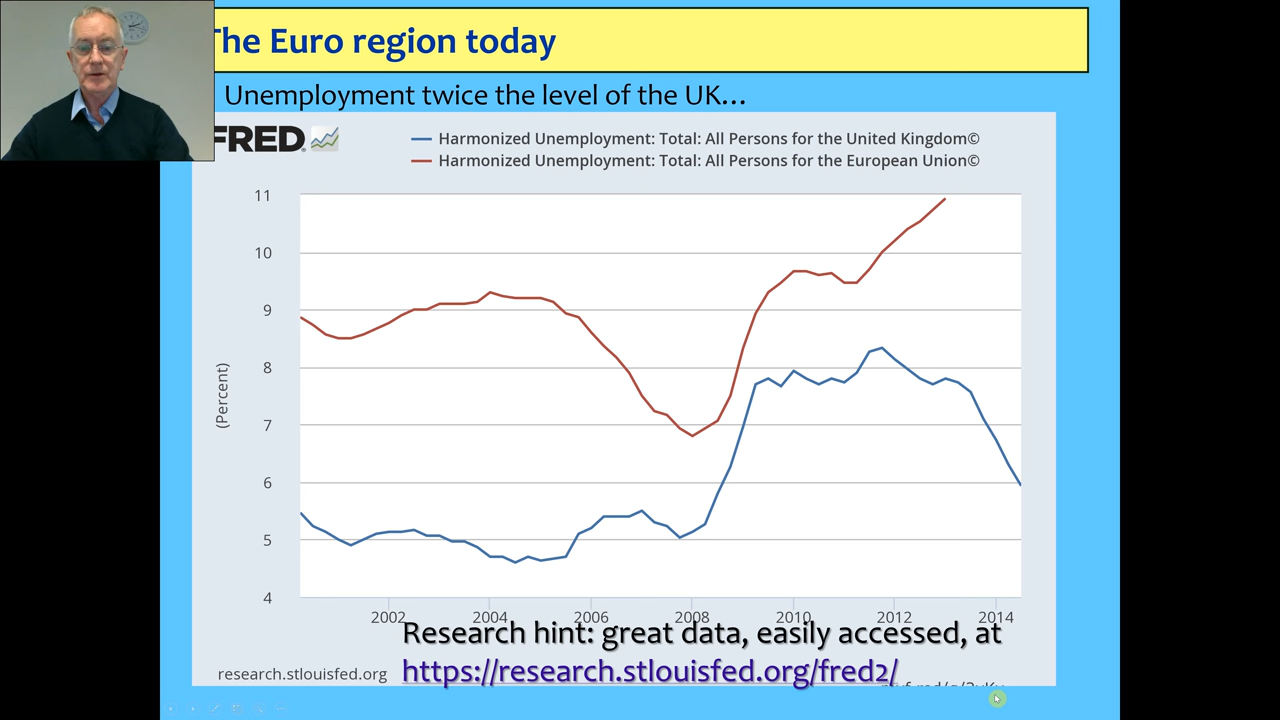 The Euro region today
Unemployment twice the level of the UK...
FRED
Harmonized Unemployment: Total: All Persons for the United Kingdom©
Harmonized Unemployment: Total: All Persons for the European Union©
11
10
9
8
7
6
5
4
(Percent)
2002 2004 2006 2008 2010 2012 2014
Research hint: great data, easily accessed, at
https://research.stlouisfed.org/fred2/
research.stlouisfed.org